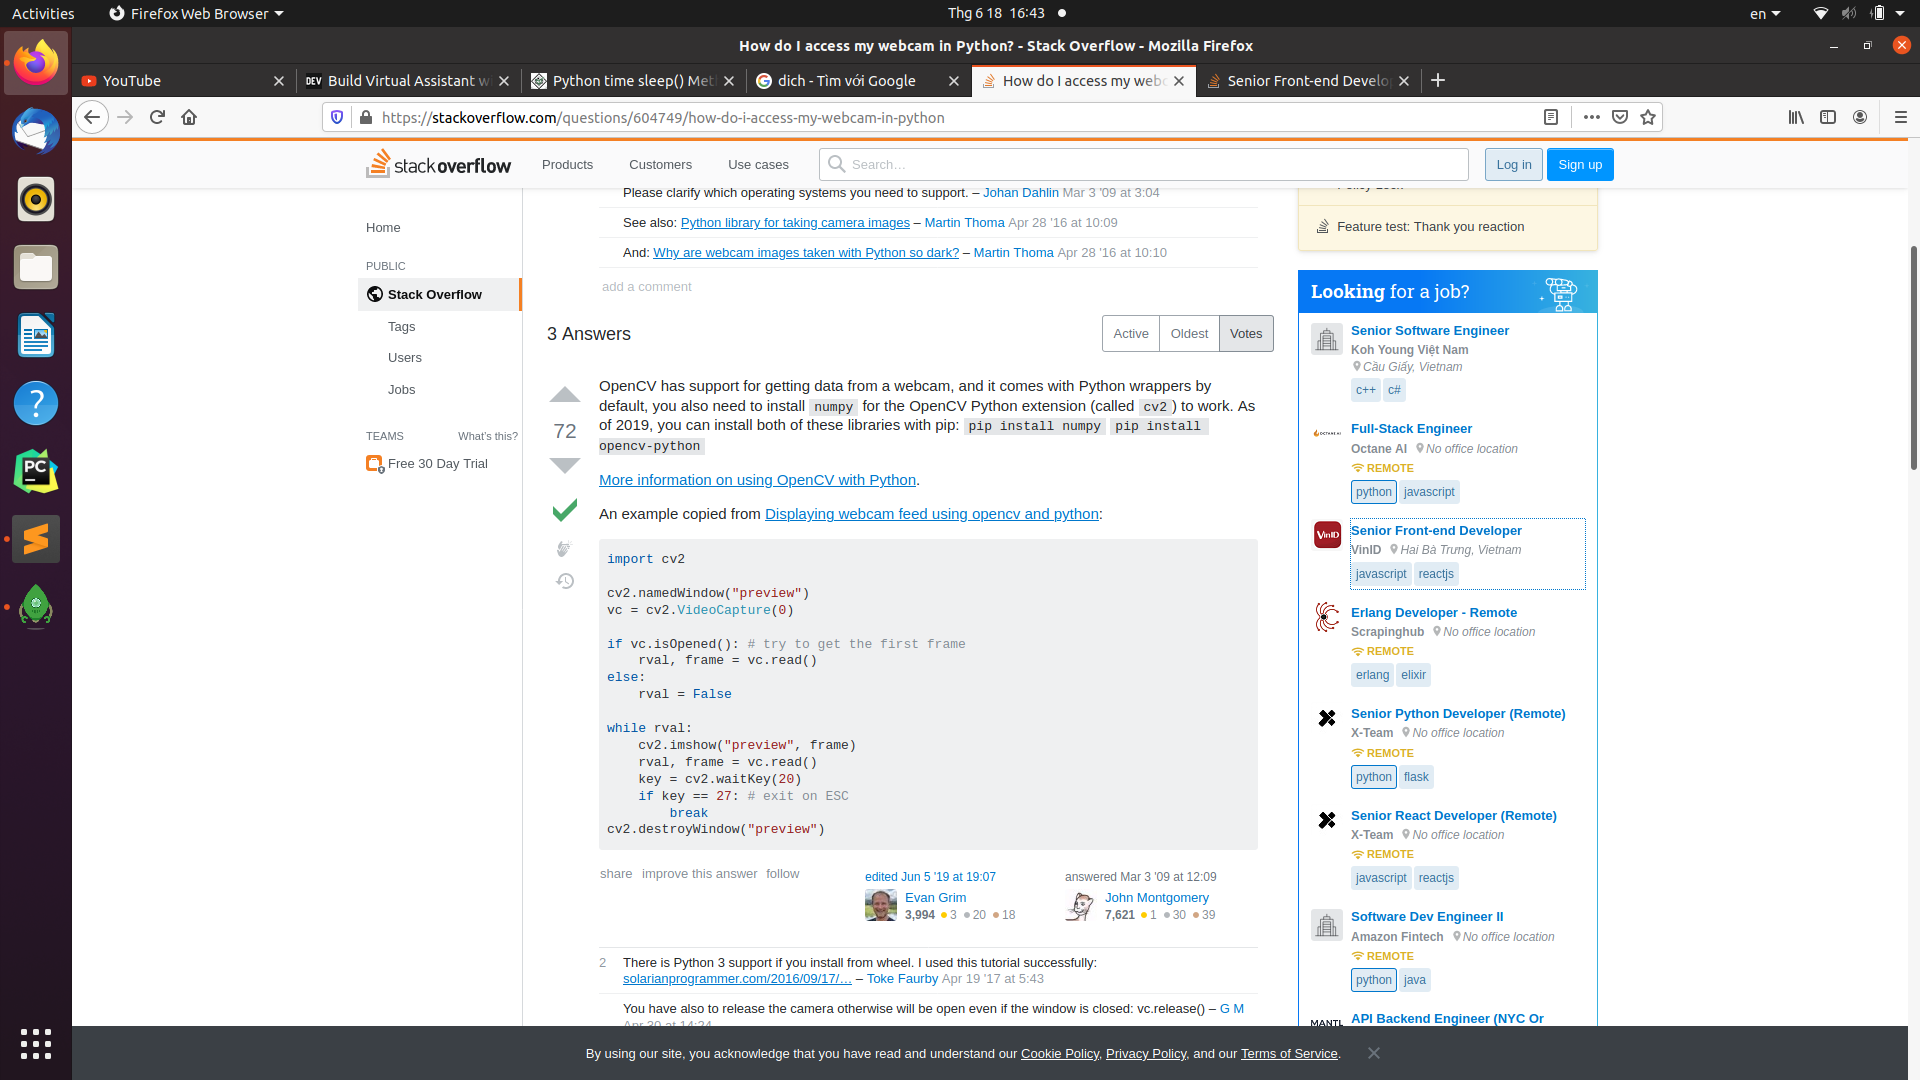 Activities
Firefox Web Browser
Thg 6 18 16:43
en
How do I access my webcam in Python? - Stack Overflow - Mozilla Firefox
YouTube
Build Virtual Assistant w
Python time sleep() Met
dich - Tìm với Google
How do I access my webc
Senior Front-end Develop
https://stackoverflow.com/questions/604749/how-do-i-access-my-webcam-in-python
stackoverflow
Products
Customers
Use cases
Search…
Log in
Sign up
Home
PUBLIC
Stack Overflow
Tags
Users
Jobs
TEAMS
What's this?
Free 30 Day Trial
Please clarify which operating systems you need to support. – Johan Dahlin Mar 3 '09 at 3:04
See also: Python library for taking camera images – Martin Thoma Apr 28 '16 at 10:09
And: Why are webcam images taken with Python so dark? – Martin Thoma Apr 28 '16 at 10:10
add a comment
3 Answers
Active
Oldest
Votes
72
OpenCV has support for getting data from a webcam, and it comes with Python wrappers by
default, you also need to install numpy for the OpenCV Python extension (called cv2) to work. As
of 2019, you can install both of these libraries with pip: pip install numpy pip install
opencv-python
More information on using OpenCV with Python.
An example copied from Displaying webcam feed using opencv and python:
import cv2
cv2.namedWindow("preview")
vc = cv2.VideoCapture(0)
if vc.isOpened(): # try to get the first frame
rval, frame = vc.read()
else:
rval = False
while rval:
cv2.imshow("preview", frame)
rval, frame = vc.read()
key = cv2.waitKey(20)
if key == 27: # exit on ESC
break
cv2.destroyWindow("preview")
share improve this answer follow
edited Jun 5 '19 at 19:07
Evan Grim
3,994 3 20 18
answered Mar 3 '09 at 12:09
John Montgomery
7,621 1 30 39
2
There is Python 3 support if you install from wheel. I used this tutorial successfully:
solarianprogrammer.com/2016/09/17/… – Toke Faurby Apr 19 '17 at 5:43
You have also to release the camera otherwise will be open even if the window is closed: vc.release() – G M
Apr 30 at 14:24
Feature test: Thank you reaction
Looking for a job?
Senior Software Engineer
Koh Young Việt Nam
Cầu Giấy, Vietnam
c++ c#
OCTANE AI
Full-Stack Engineer
Octane AI No office location
REMOTE
python javascript
VinID
Senior Front-end Developer
VinID Hai Bà Trưng, Vietnam
javascript reactjs
Erlang Developer - Remote
Scrapinghub No office location
REMOTE
erlang elixir
Senior Python Developer (Remote)
X-Team No office location
REMOTE
python flask
Senior React Developer (Remote)
X-Team No office location
REMOTE
javascript reactjs
Software Dev Engineer II
Amazon Fintech No office location
REMOTE
python java
MANTL
API Backend Engineer (NYC Or
By using our site, you acknowledge that you have read and understand our Cookie Policy, Privacy Policy, and our Terms of Service.